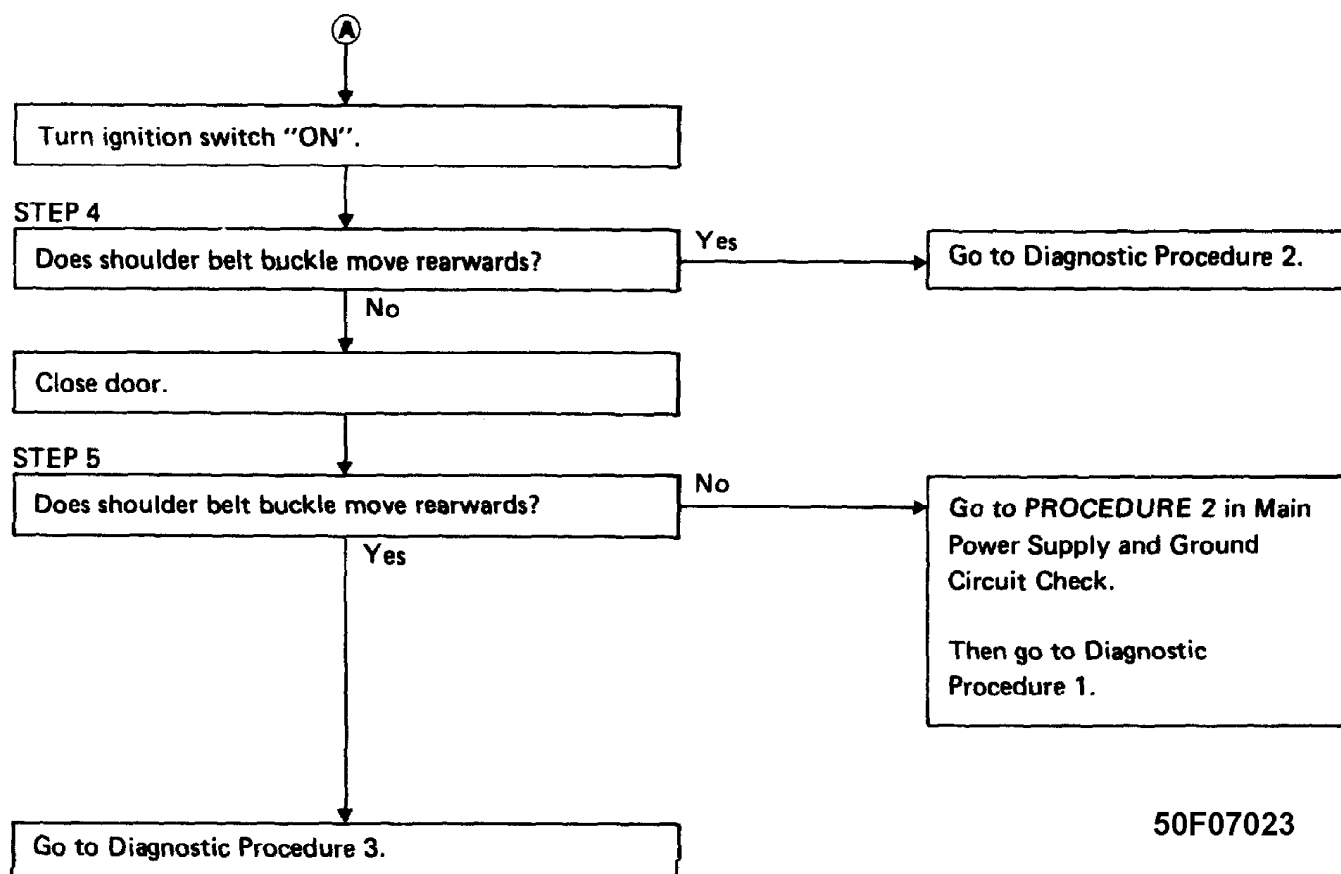 A
Turn ignition switch "ON".
STEP 4
Does shoulder belt buckle move rearwards?
Yes
Go to Diagnostic Procedure 2.
No
Close door.
STEP 5
Does shoulder belt buckle move rearwards?
No
Go to PROCEDURE 2 in Main
Power Supply and Ground
Circuit Check.
Then go to Diagnostic
Procedure 1.
Yes
Go to Diagnostic Procedure 3.
50F07023